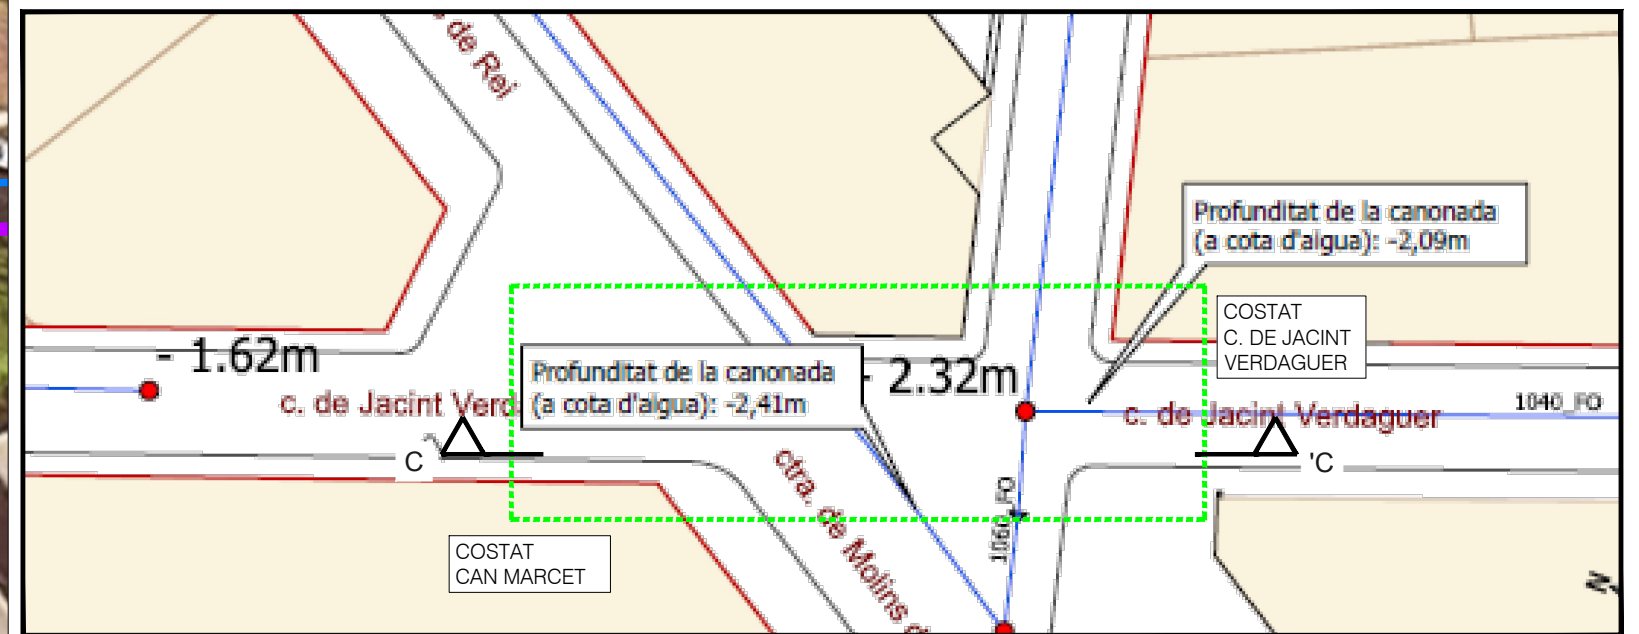 de Rei
Profunditat de la canonada
(a cota d'aigua): -2,09m
COSTAT
C. DE JACINT
VERDAGUER
- 1.62m
Profunditat de la canonada
(a cota d'aigua): -2,41m
- 2.32m
c. de Jacint Verd
c. de Jacint Verdaguer
1040_FO
C
'C
ctra. de Molins d
1060_FO
COSTAT
CAN MARCET
N